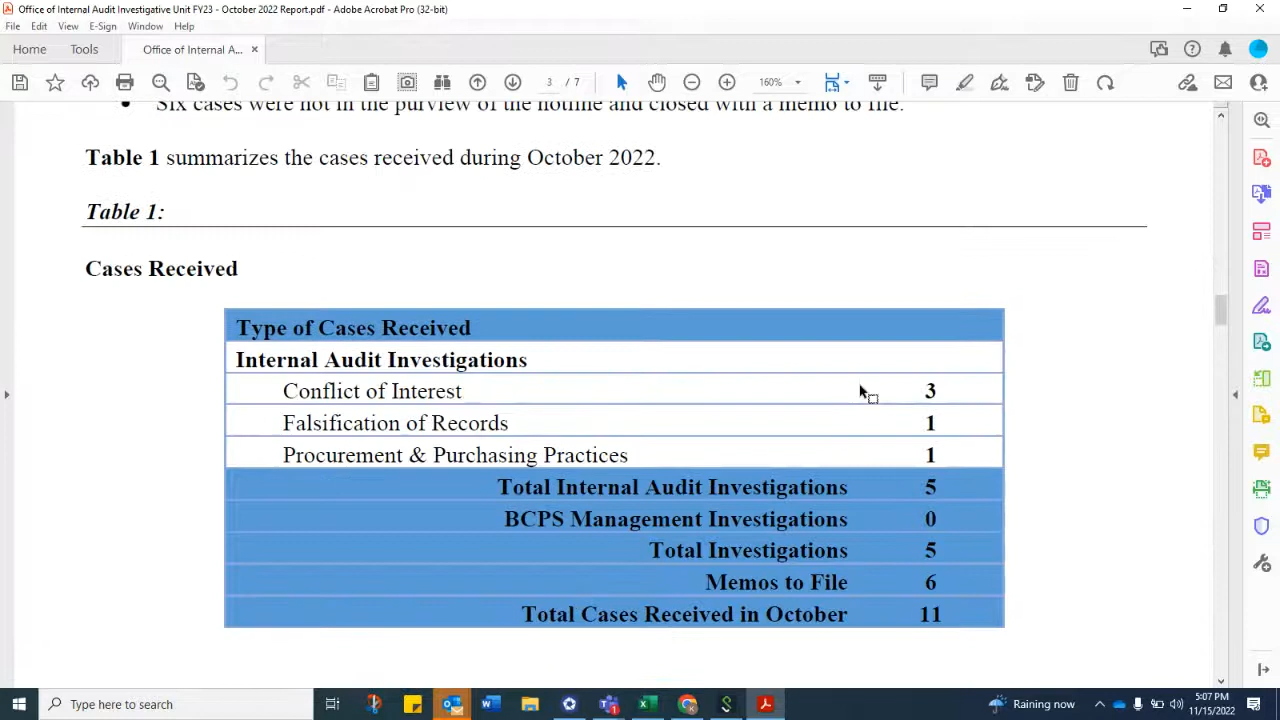 Office of Internal Audit Investigative Unit FY23 - October 2022 Report.pdf - Adobe Acrobat Pro (32-bit)
File Edit View E-Sign Window Help
Home Tools Office of Internal A... ×
3 / 7 160%
Six cases were not in the purview of the hotline and closed with a memo to file.
Table 1 summarizes the cases received during October 2022.
Table 1:
Cases Received
Type of Cases Received
Internal Audit Investigations
Conflict of Interest 3
Falsification of Records 1
Procurement & Purchasing Practices 1
Total Internal Audit Investigations 5
BCPS Management Investigations 0
Total Investigations 5
Memos to File 6
Total Cases Received in October 11
Type here to search
Raining now
5:07 PM
11/15/2022